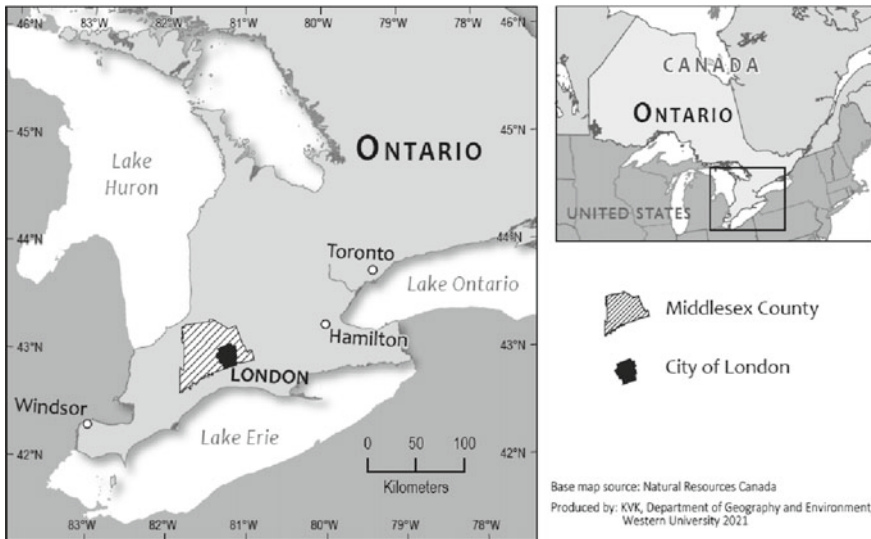 83°W
82°W
81°W
80°W
79°W
78°W
46°N
46°N
45°N
45°N
44°N
44°N
43°N
43°N
42°N
42°N
Lake
Huron
ONTARIO
Toronto
Lake Ontario
Hamilton
LONDON
Windsor
Lake Erie
0 50 100
Kilometers
83°W
82°W
81°W
80°W
79°W
78°W
CANADA
ONTARIO
UNITED STATES
Middlesex County
City of London
Base map source: Natural Resources Canada
Produced by: KVK, Department of Geography and Environment
Western University 2021